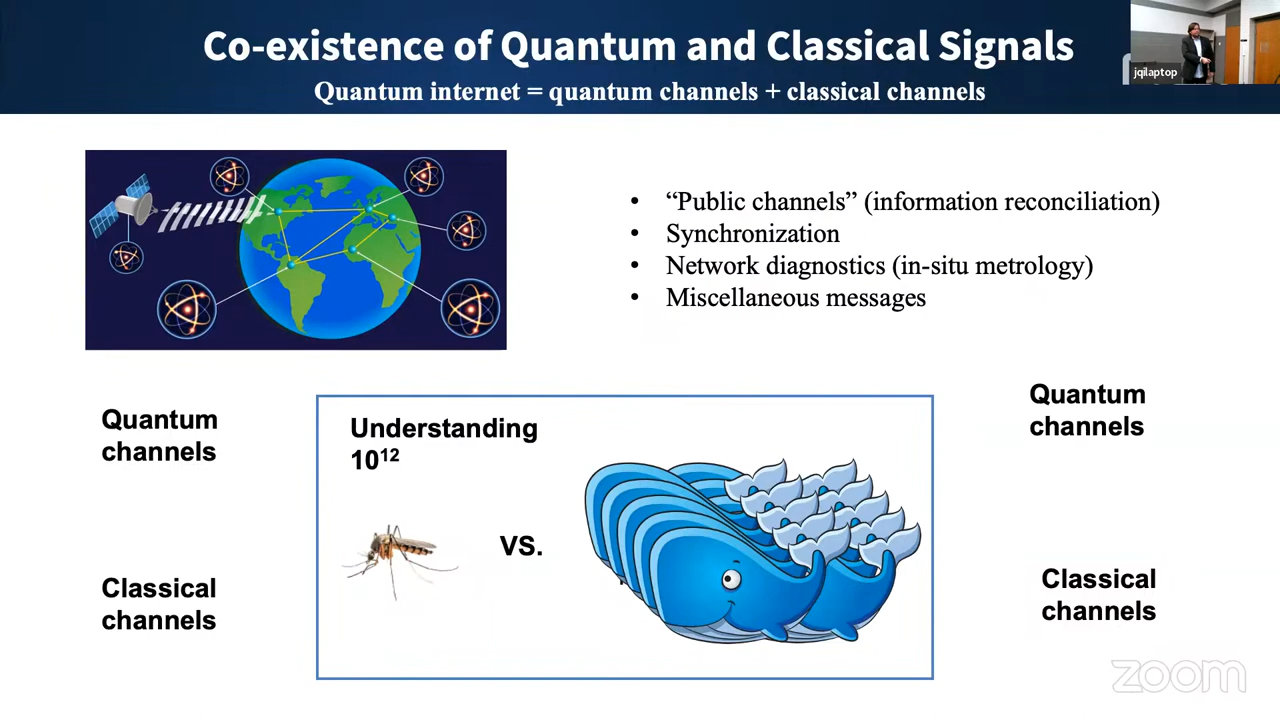 Co-existence of Quantum and Classical Signals
Quantum internet = quantum channels + classical channels
jqilaptop
• “Public channels” (information reconciliation)
• Synchronization
• Network diagnostics (in-situ metrology)
• Miscellaneous messages
Quantum
channels
Classical
channels
Understanding
10¹²
VS.
Quantum
channels
Classical
channels
zoom